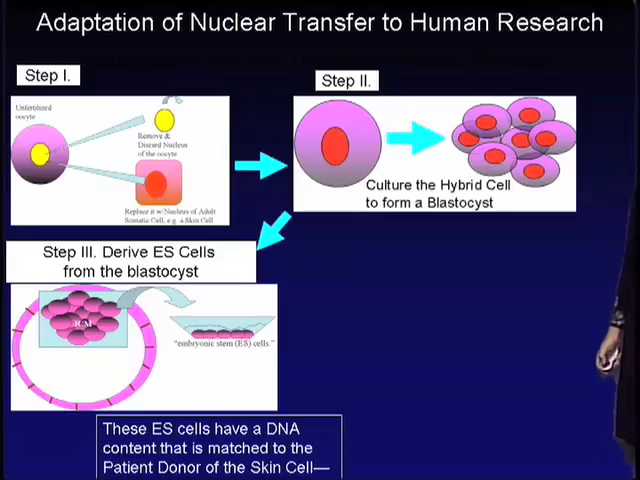 Adaptation of Nuclear Transfer to Human Research
Step I.
Step II.
Unfertilized
oocyte
Remove &
Discard Nucleus
of the oocyte
Replace it w/Nucleus of Adult
Somatic Cell, e.g. a Skin Cell
Culture the Hybrid Cell
to form a Blastocyst
Step III. Derive ES Cells
from the blastocyst
ICM
"embryonic stem (ES) cells."
These ES cells have a DNA
content that is matched to the
Patient Donor of the Skin Cell—